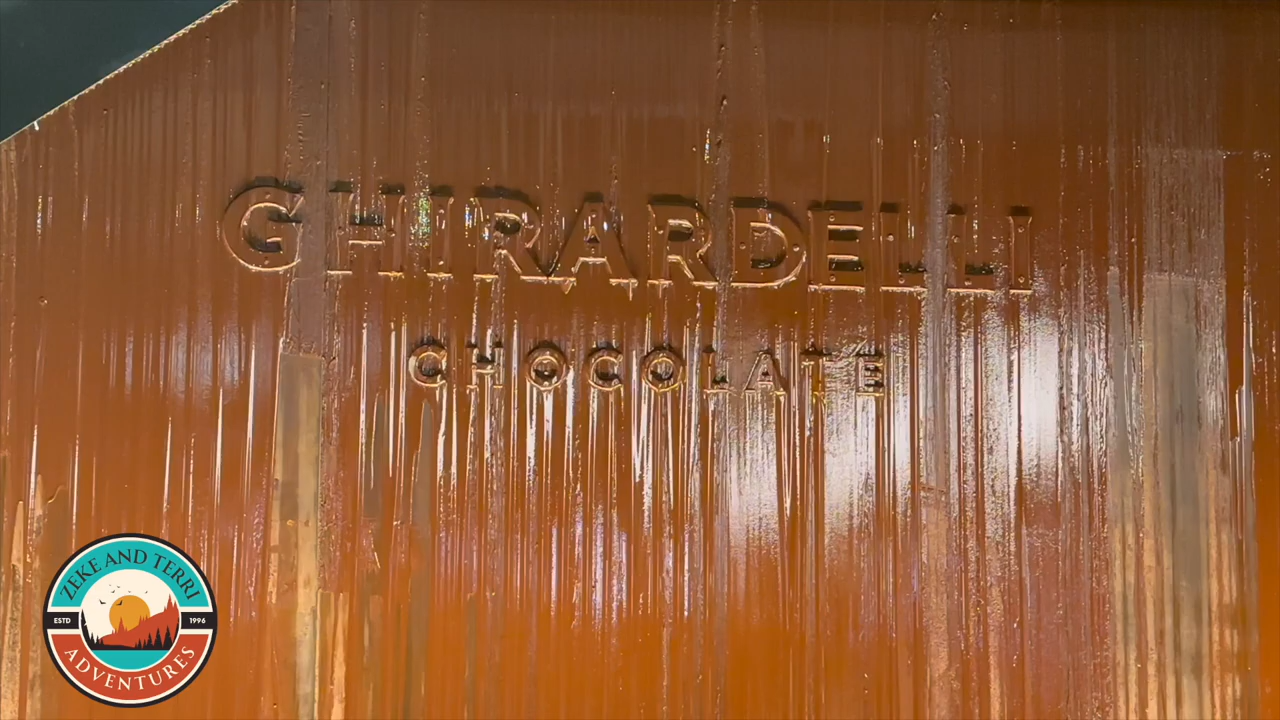 GHIRARDELLI
CHOCOLATE
ZEKE AND TERRI
ESTD 1996
ADVENTURES